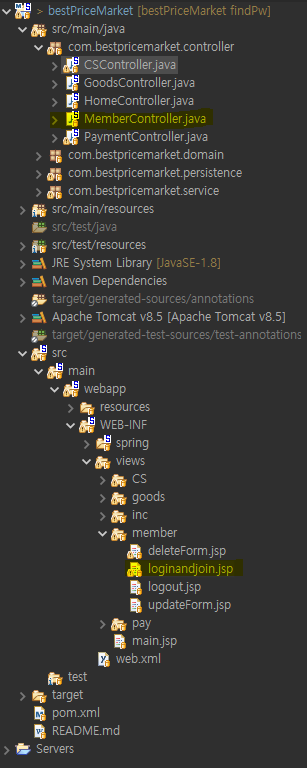 > bestPriceMarket [bestPriceMarket findPw]
src/main/java
com.bestpricemarket.controller
CSController.java
GoodsController.java
HomeController.java
MemberController.java
PaymentController.java
com.bestpricemarket.domain
com.bestpricemarket.persistence
com.bestpricemarket.service
src/main/resources
src/test/java
src/test/resources
JRE System Library [JavaSE-1.8]
Maven Dependencies
target/generated-sources/annotations
Apache Tomcat v8.5 [Apache Tomcat v8.5]
target/generated-test-sources/test-annotations
src
main
webapp
resources
WEB-INF
spring
views
CS
goods
inc
member
deleteForm.jsp
loginandjoin.jsp
logout.jsp
updateForm.jsp
pay
main.jsp
web.xml
test
target
pom.xml
README.md
Servers